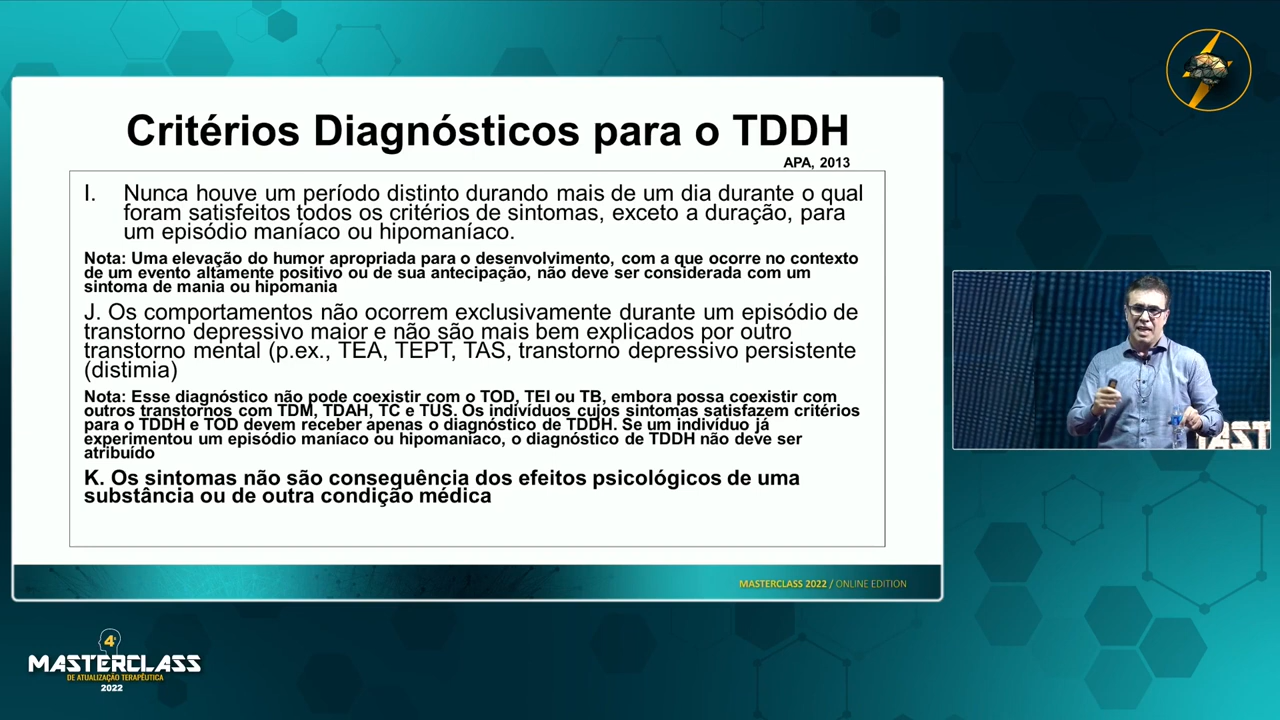 Critérios Diagnósticos para o TDDH
APA, 2013
I. Nunca houve um período distinto durando mais de um dia durante o qual
foram satisfeitos todos os critérios de sintomas, exceto a duração, para
um episódio maníaco ou hipomaníaco.
Nota: Uma elevação do humor apropriada para o desenvolvimento, com a que ocorre no contexto
de um evento altamente positivo ou de sua antecipação, não deve ser considerada com um
sintoma de mania ou hipomania
J. Os comportamentos não ocorrem exclusivamente durante um episódio de
transtorno depressivo maior e não são mais bem explicados por outro
transtorno mental (p.ex., TEA, TEPT, TAS, transtorno depressivo persistente
(distimia)
Nota: Esse diagnóstico não pode coexistir com o TOD, TEI ou TB, embora possa coexistir com
outros transtornos com TDM, TDAH, TC e TUS. Os indivíduos cujos sintomas satisfazem critérios
para o TDDH e TOD devem receber apenas o diagnóstico de TDDH. Se um indivíduo já
experimentou um episódio maníaco ou hipomaníaco, o diagnóstico de TDDH não deve ser
atribuído
K. Os sintomas não são consequência dos efeitos psicológicos de uma
substância ou de outra condição médica
MASTERCLASS 2022 / ONLINE EDITION
4ª
MASTERCLASS
DE ATUALIZAÇÃO TERAPÊUTICA
2022